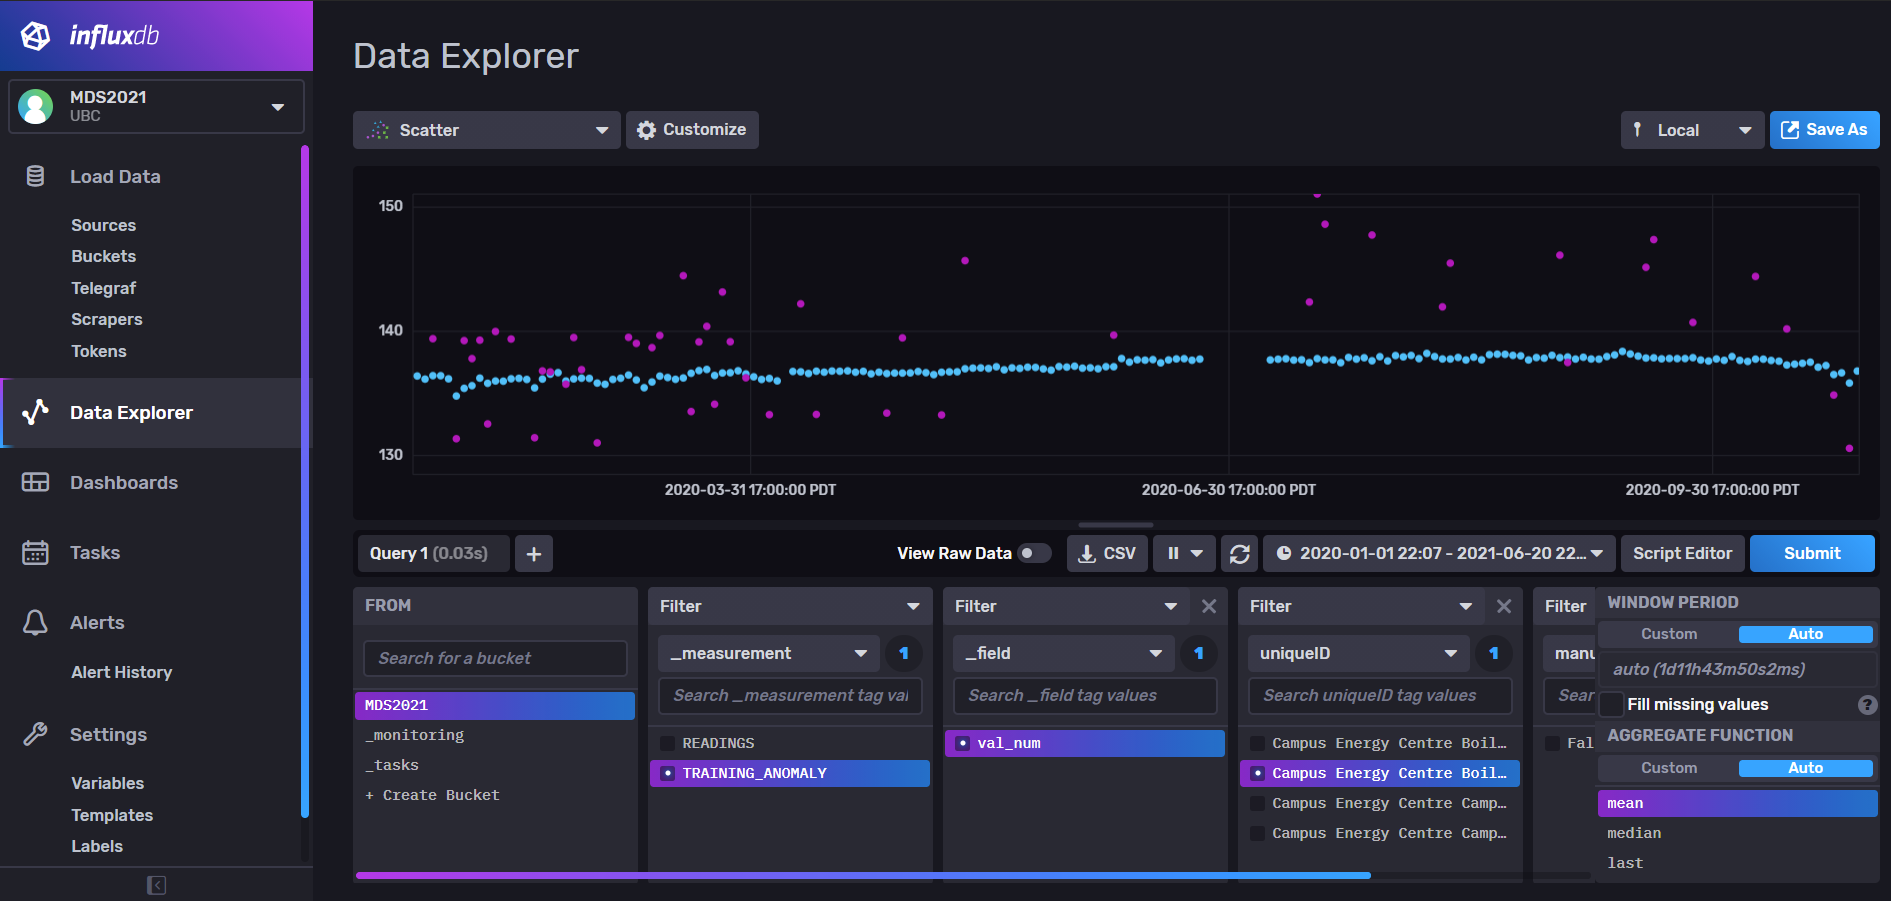 influxdb
MDS2021
UBC
Load Data
Sources
Buckets
Telegraf
Scrapers
Tokens
Data Explorer
Dashboards
Tasks
Alerts
Alert History
Settings
Variables
Templates
Labels
Data Explorer
Scatter
Customize
Local
Save As
150
140
130
2020-03-31 17:00:00 PDT
2020-06-30 17:00:00 PDT
2020-09-30 17:00:00 PDT
Query 1 (0.03s)
+
View Raw Data
CSV
2020-01-01 22:07 - 2021-06-20 22...
Script Editor
Submit
FROM
Search for a bucket
MDS2021
_monitoring
_tasks
+ Create Bucket
Filter
_measurement
1
Search _measurement tag val
READINGS
TRAINING_ANOMALY
Filter
_field
1
Search _field tag values
val_num
Filter
uniqueID
1
Search uniqueID tag values
Campus Energy Centre Boil...
Campus Energy Centre Boil...
Campus Energy Centre Camp...
Campus Energy Centre Camp...
Filter
manu
Sear
Fal
WINDOW PERIOD
Custom
Auto
auto (1d11h43m50s2ms)
Fill missing values
?
AGGREGATE FUNCTION
Custom
Auto
mean
median
last